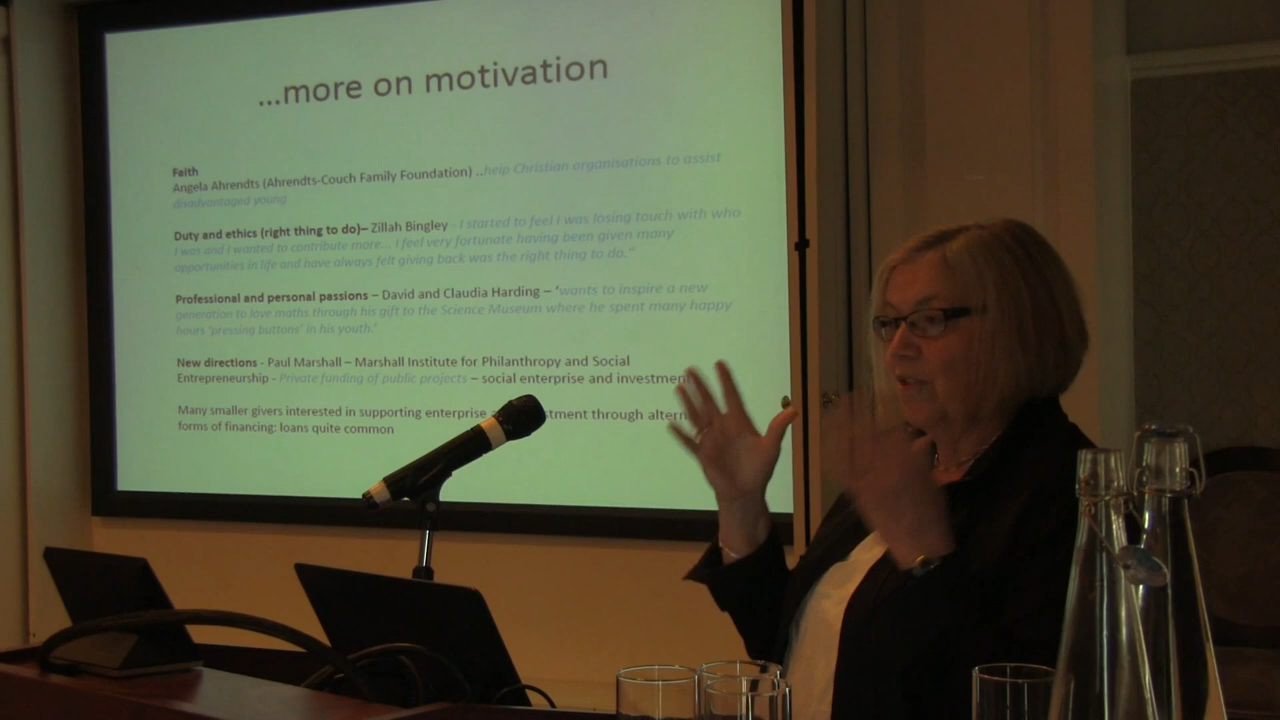 ...more on motivation
Faith
Angela Ahrendts (Ahrendts-Couch Family Foundation) ..help Christian organisations to assist
disadvantaged young
Duty and ethics (right thing to do)– Zillah Bingley - I started to feel I was losing touch with who
I was and I wanted to contribute more... I feel very fortunate having been given many
opportunities in life and have always felt giving back was the right thing to do."
Professional and personal passions – David and Claudia Harding – 'wants to inspire a new
generation to love maths through his gift to the Science Museum where he spent many happy
hours 'pressing buttons' in his youth.'
New directions - Paul Marshall – Marshall Institute for Philanthropy and Social
Entrepreneurship - Private funding of public projects – social enterprise and investment
Many smaller givers interested in supporting enterprise through
forms of financing: loans quite common